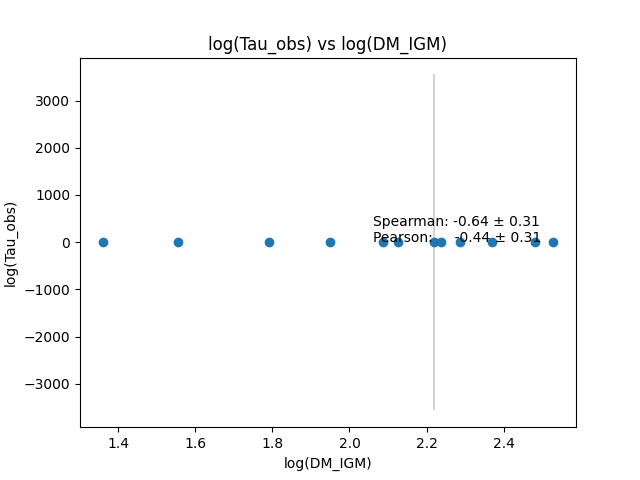 log(Tau_obs) vs log(DM_IGM)
3000
2000
1000
0
−1000
−2000
−3000
log(Tau_obs)
Spearman: -0.64 ± 0.31
Pearson: -0.44 ± 0.31
1.4 1.6 1.8 2.0 2.2 2.4
log(DM_IGM)